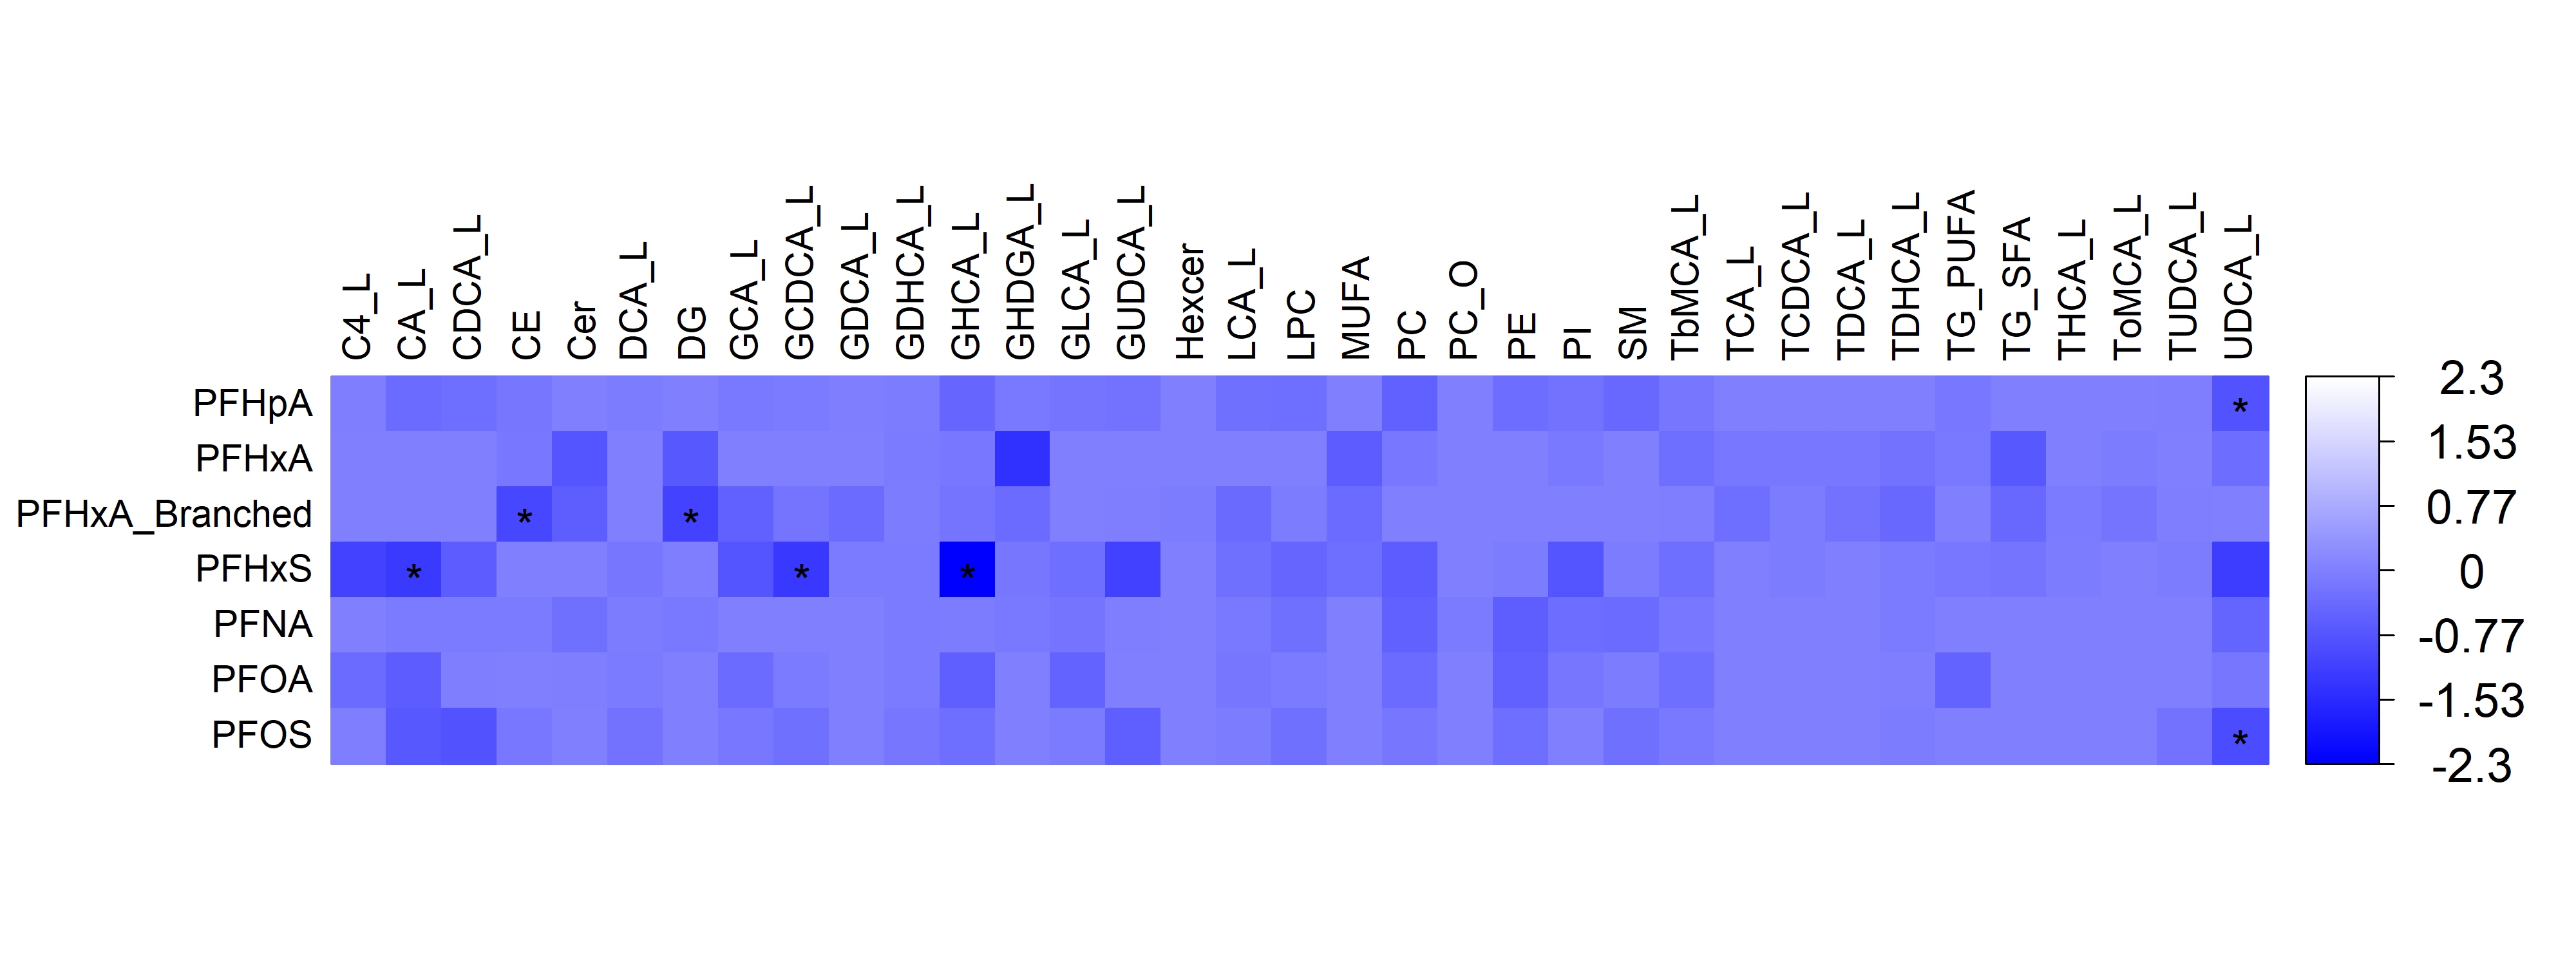 C4_L
CA_L
CDCA_L
CE
Cer
DCA_L
DG
GCA_L
GCDCA_L
GDCA_L
GDHCA_L
GHCA_L
GHDGA_L
GLCA_L
GUDCA_L
Hexcer
LCA_L
LPC
MUFA
PC
PC_O
PE
PI
SM
TbMCA_L
TCA_L
TCDCA_L
TDCA_L
TDHCA_L
TG_PUFA
TG_SFA
THCA_L
ToMCA_L
TUDCA_L
UDCA_L
PFHpA *
PFHxA
PFHxA_Branched * *
PFHxS * * *
PFNA
PFOA
PFOS *
2.3
1.53
0.77
0
-0.77
-1.53
-2.3